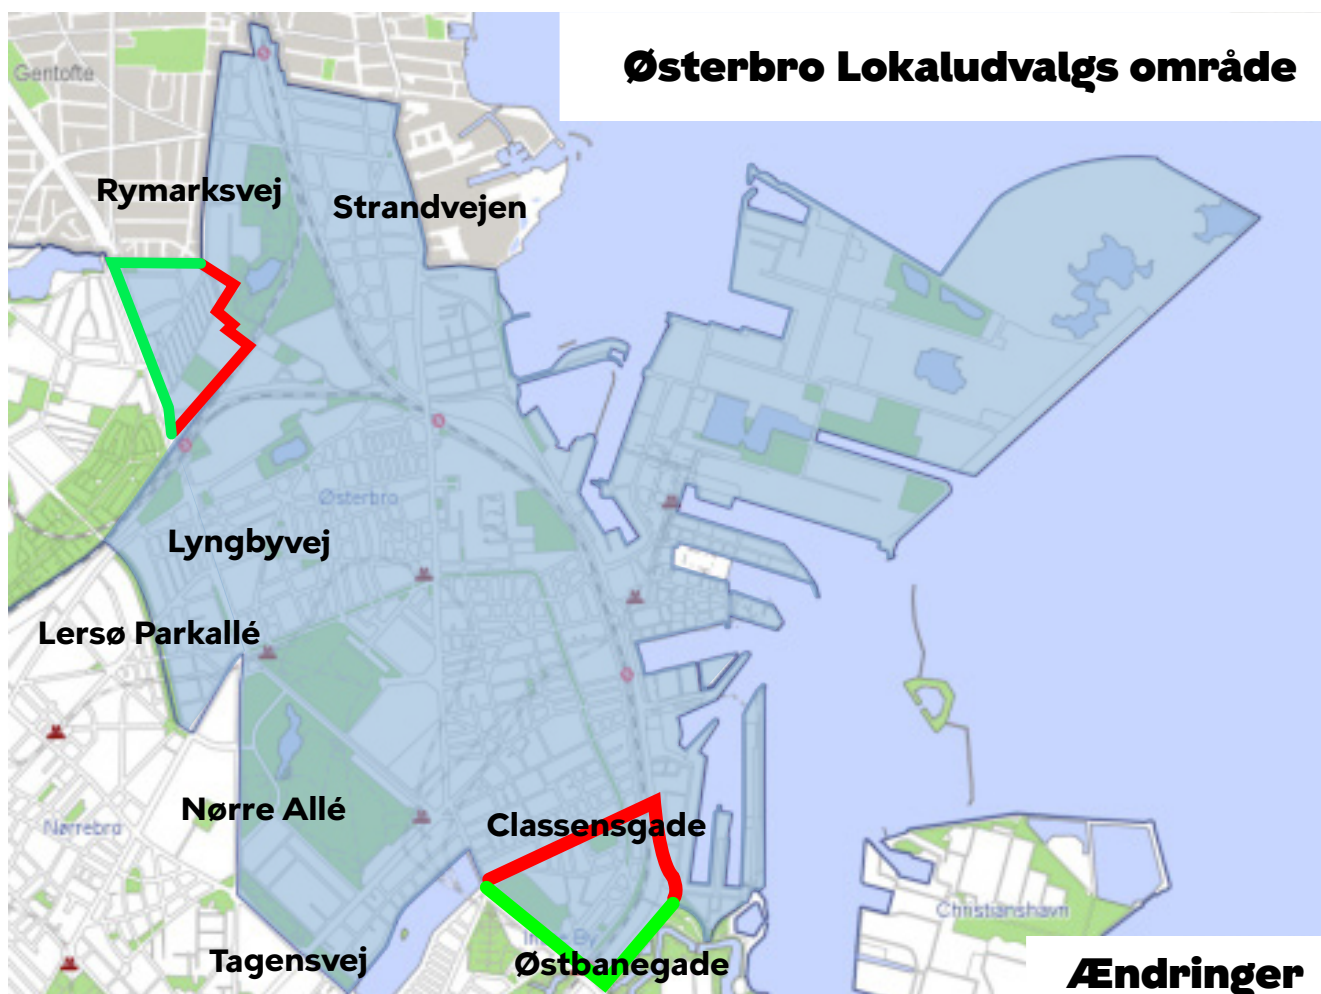 Østerbro Lokaludvalgs område
Gentofte
Rymarksvej
Strandvejen
Østerbro
Lyngbyvej
Lersø Parkallé
Nørre Allé
Classensgade
Nørrebro
Christianshavn
Tagensvej
Østbanegade
Ændringer